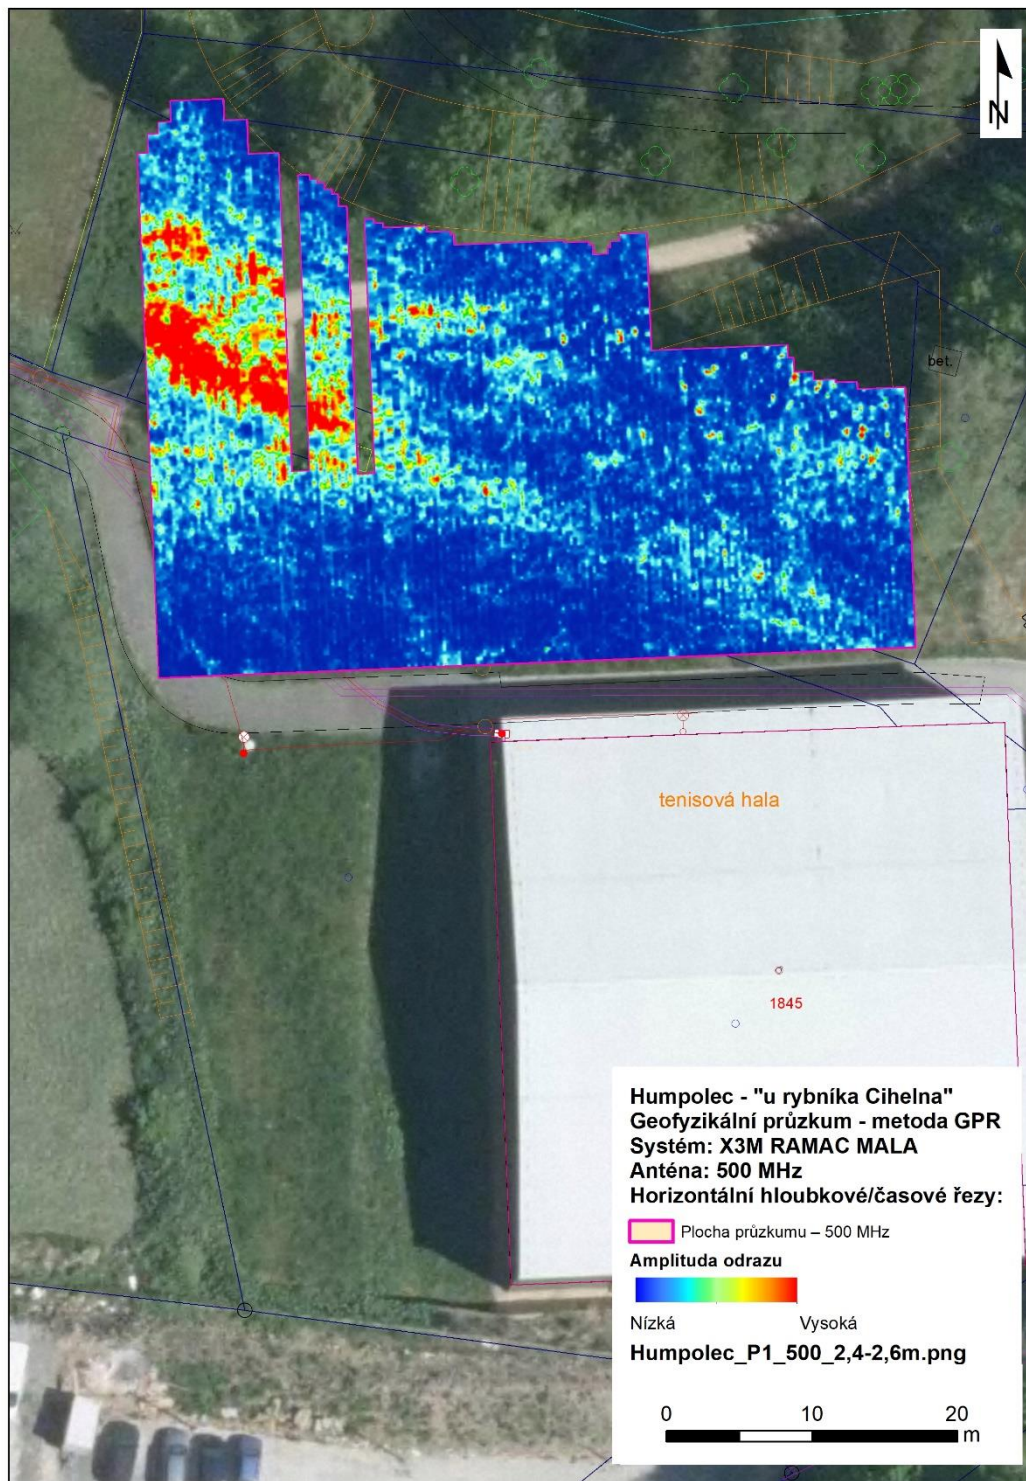 N
bet.
tenisová hala
1845
Humpolec - "u rybníka Cihelna"
Geofyzikální průzkum - metoda GPR
Systém: X3M RAMAC MALA
Anténa: 500 MHz
Horizontální hloubkové/časové řezy:
Plocha průzkumu – 500 MHz
Amplituda odrazu
Nízká Vysoká
Humpolec_P1_500_2,4-2,6m.png
0 10 20
m